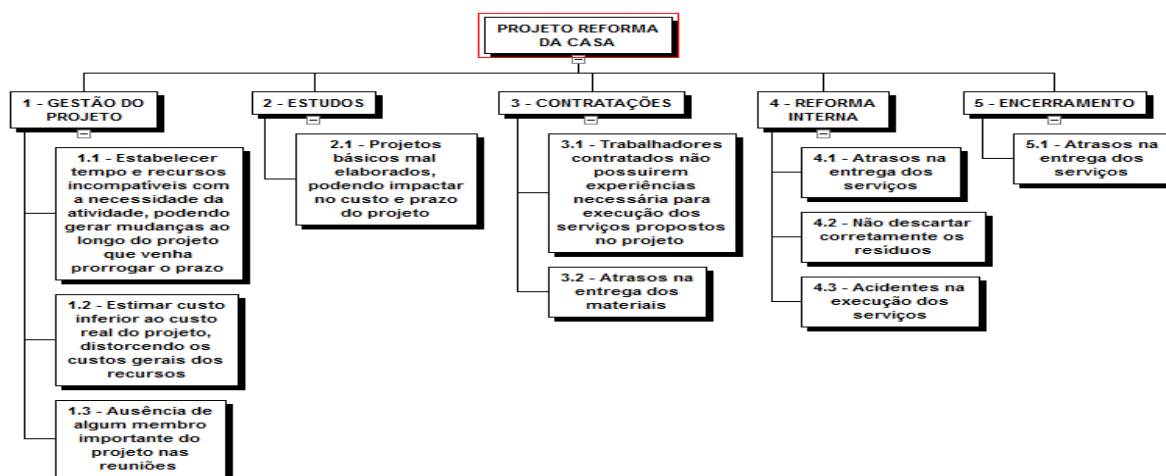 PROJETO REFORMA
DA CASA
1 - GESTÃO DO
PROJETO
1.1 - Estabelecer
tempo e recursos
incompatíveis com
a necessidade da
atividade, podendo
gerar mudanças ao
longo do projeto
que venha
prorrogar o prazo
1.2 - Estimar custo
inferior ao custo
real do projeto,
distorcendo os
custos gerais dos
recursos
1.3 - Ausência de
algum membro
importante do
projeto nas
reuniões
2 - ESTUDOS
2.1 - Projetos
básicos mal
elaborados,
podendo impactar
no custo e prazo
do projeto
3 - CONTRATAÇÕES
3.1 - Trabalhadores
contratados não
possuirem
experiências
necessária para
execução dos
serviços propostos
no projeto
3.2 - Atrasos na
entrega dos
materiais
4 - REFORMA
INTERNA
4.1 - Atrasos na
entrega dos
serviços
4.2 - Não descartar
corretamente os
resíduos
4.3 - Acidentes na
execução dos
serviços
5 - ENCERRAMENTO
5.1 - Atrasos na
entrega dos
serviços